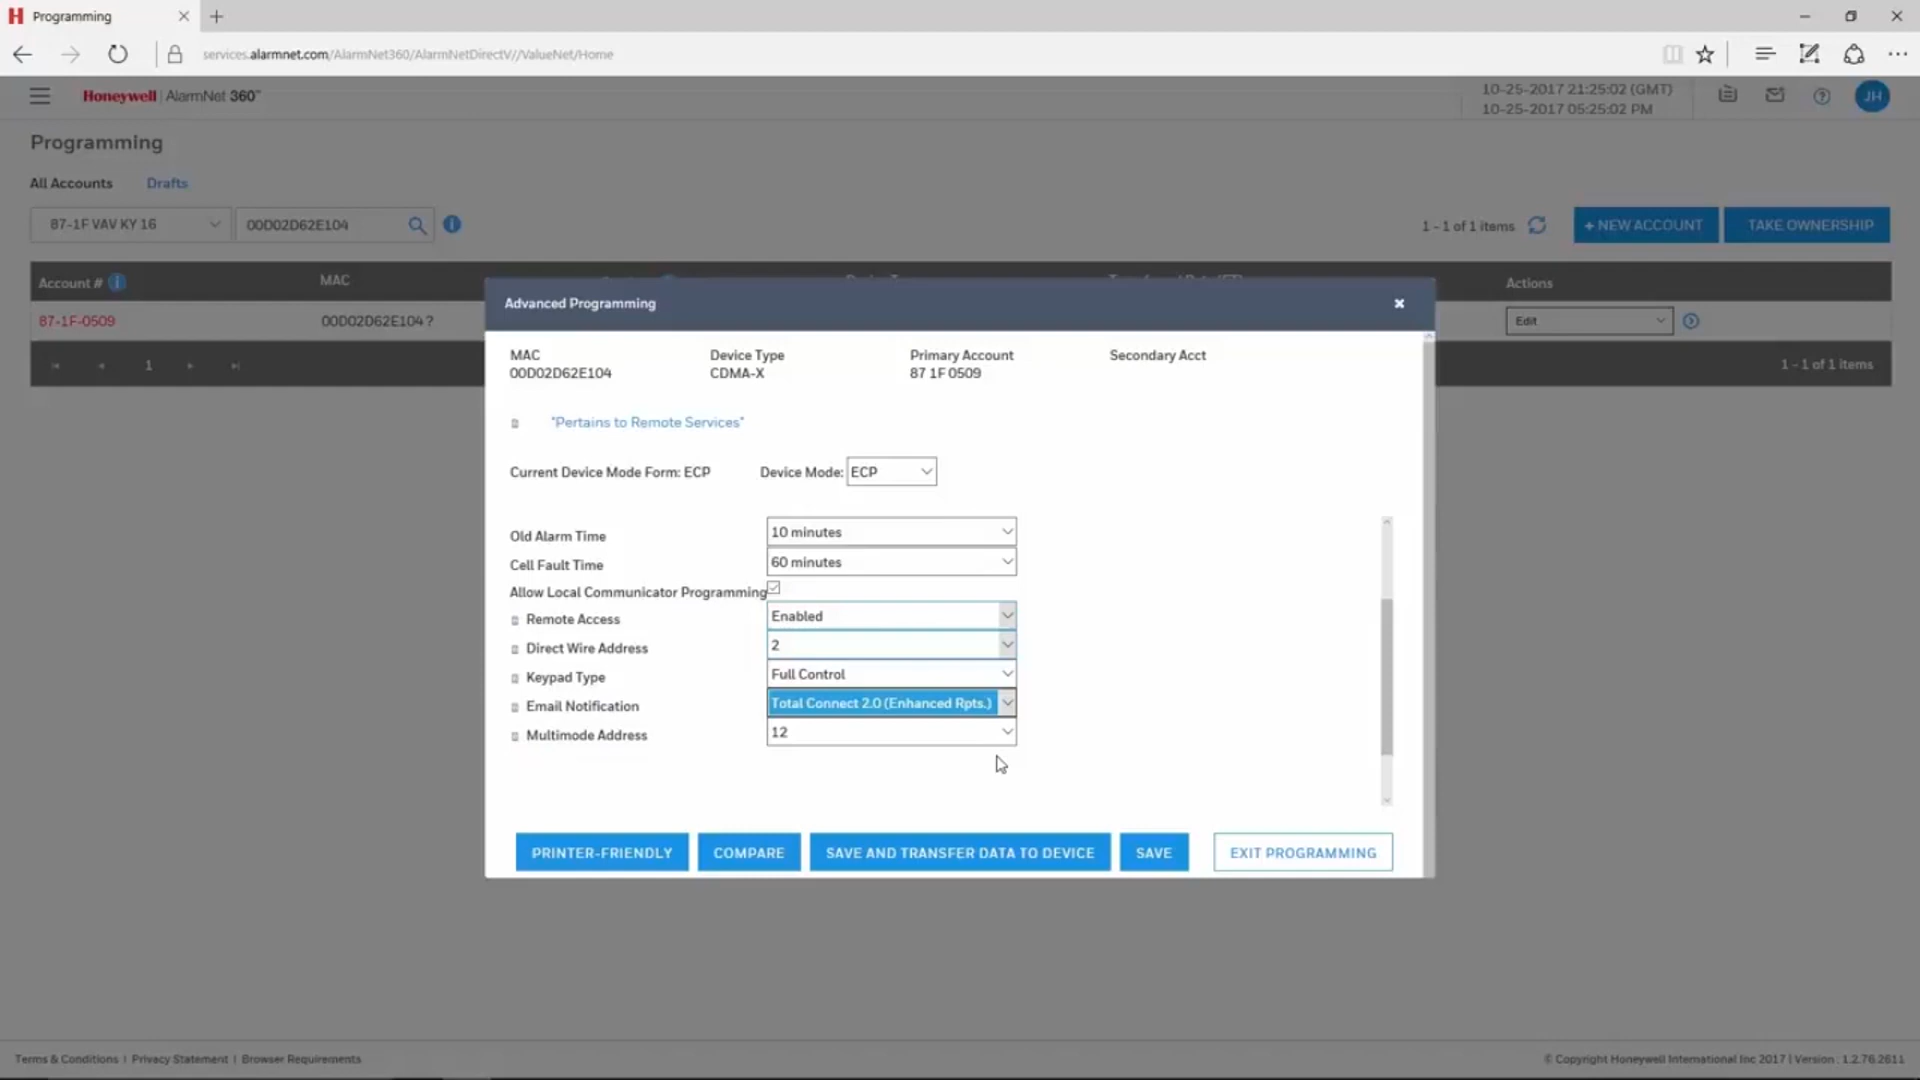 Programming
services.alarmnet.com/AlarmNet360/AlarmNetDirectV//ValueNet/Home
Honeywell | AlarmNet 360™
10-25-2017 21:25:02 (GMT)
10-25-2017 05:25:02 PM
JH
Programming
All Accounts Drafts
87-1F VAV KY 16 00D02D62E104
1 - 1 of 1 items + NEW ACCOUNT TAKE OWNERSHIP
Account # MAC Actions
87-1F-0509 00D02D62E104 ? Edit
1 1 - 1 of 1 items
Advanced Programming
MAC Device Type Primary Account Secondary Acct
00D02D62E104 CDMA-X 87 1F 0509
"Pertains to Remote Services"
Current Device Mode Form: ECP Device Mode: ECP
Old Alarm Time 10 minutes
Cell Fault Time 60 minutes
Allow Local Communicator Programming
Remote Access Enabled
Direct Wire Address 2
Keypad Type Full Control
Email Notification Total Connect 2.0 (Enhanced Rpts.)
Multimode Address 12
PRINTER-FRIENDLY COMPARE SAVE AND TRANSFER DATA TO DEVICE SAVE EXIT PROGRAMMING
Terms & Conditions | Privacy Statement | Browser Requirements
© Copyright Honeywell International Inc 2017 | Version : 1.2.76.2611